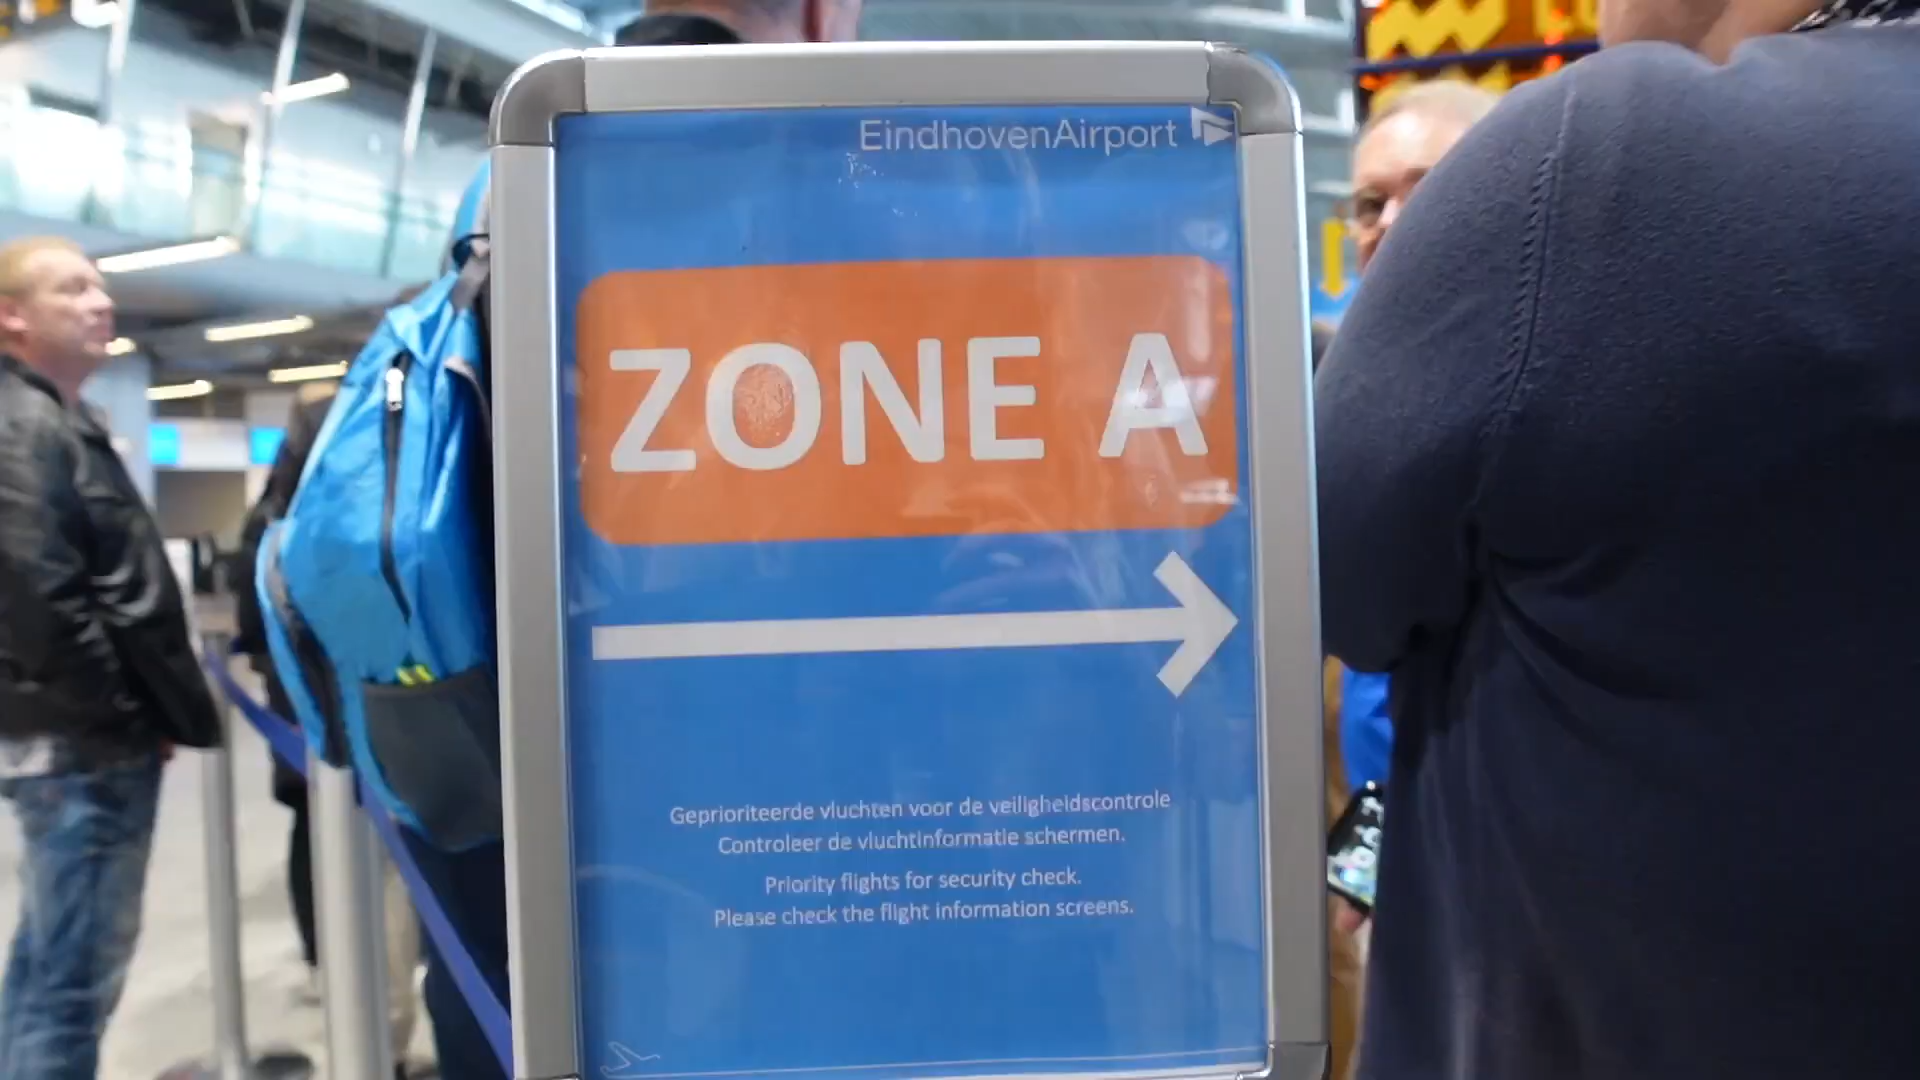 EindhovenAirport
ZONE A
Geprioriteerde vluchten voor de veiligheidscontrole
Controleer de vluchtinformatie schermen.
Priority flights for security check.
Please check the flight information screens.